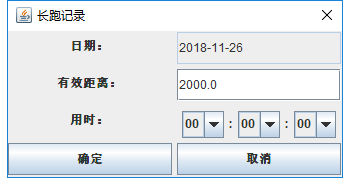 长跑记录
日期： 2018-11-26
有效距离： 2000.0
用时： 00 : 00 : 00
确定 取消